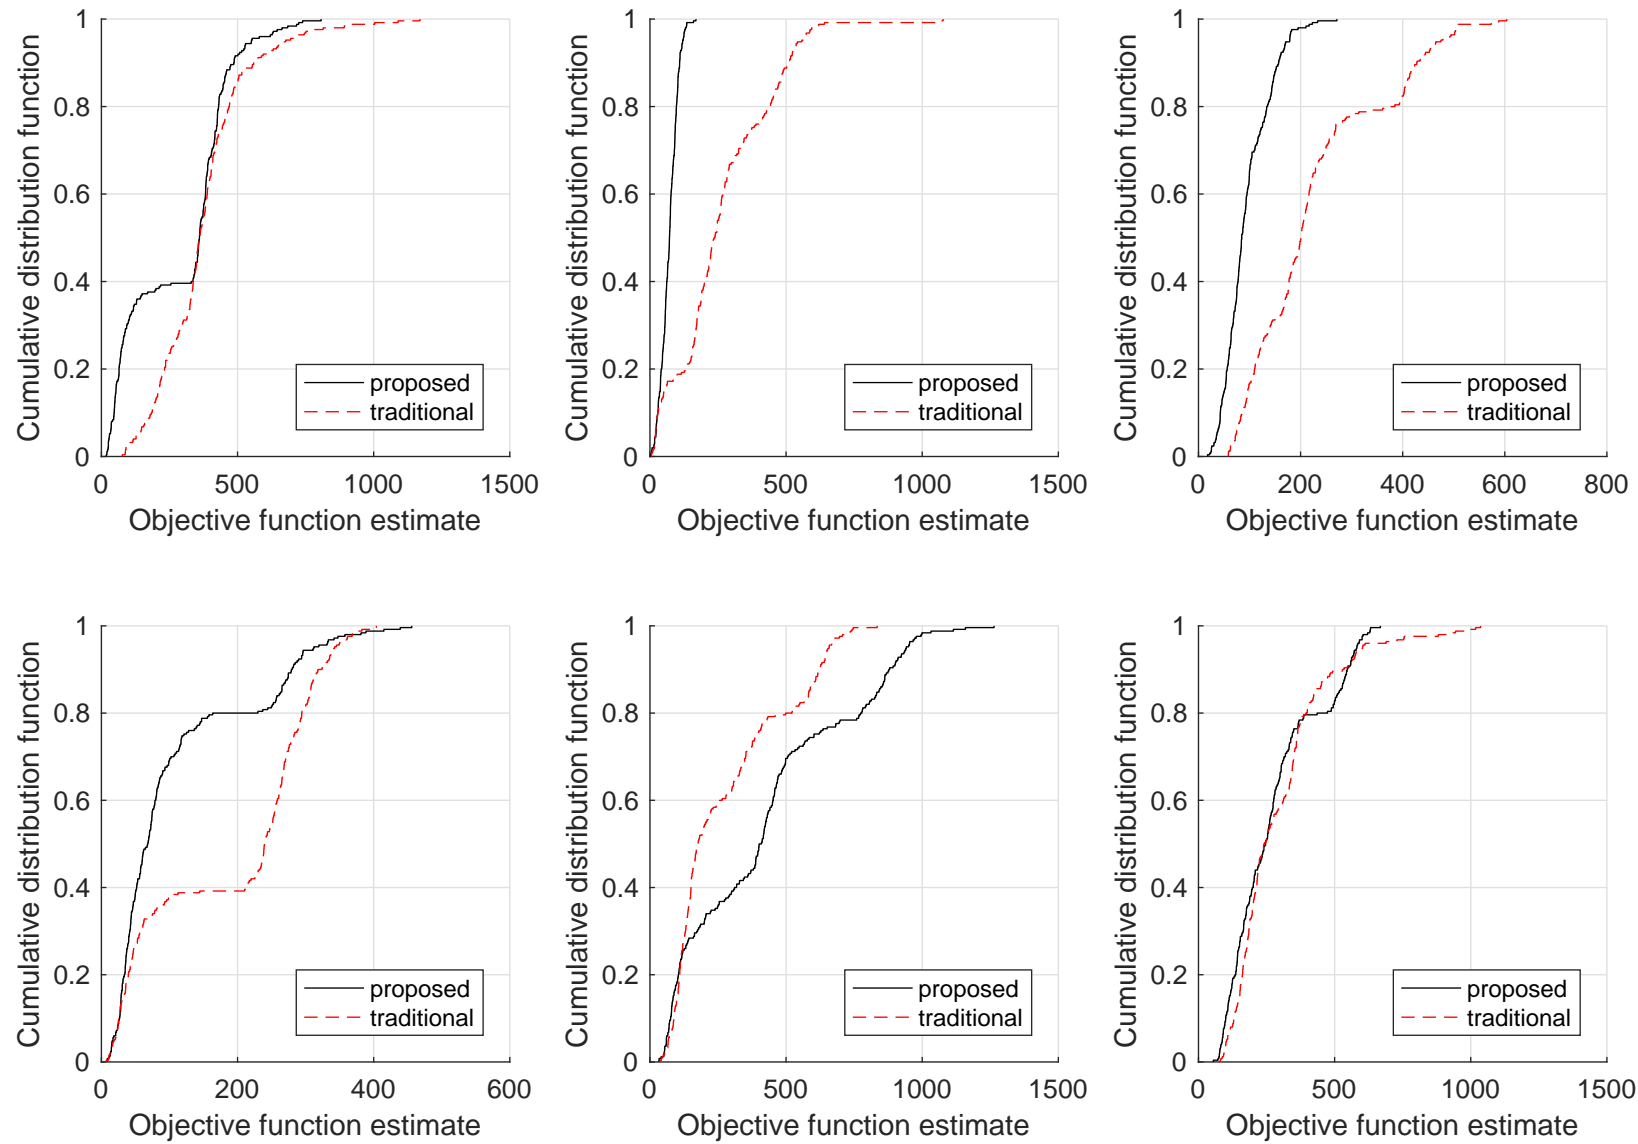 Cumulative distribution function
1
0.8
0.6
0.4
0.2
0
proposed
traditional
0 500 1000 1500
Objective function estimate
Cumulative distribution function
1
0.8
0.6
0.4
0.2
0
proposed
traditional
0 500 1000 1500
Objective function estimate
Cumulative distribution function
1
0.8
0.6
0.4
0.2
0
proposed
traditional
0 200 400 600 800
Objective function estimate
Cumulative distribution function
1
0.8
0.6
0.4
0.2
0
proposed
traditional
0 200 400 600
Objective function estimate
Cumulative distribution function
1
0.8
0.6
0.4
0.2
0
proposed
traditional
0 500 1000 1500
Objective function estimate
Cumulative distribution function
1
0.8
0.6
0.4
0.2
0
proposed
traditional
0 500 1000 1500
Objective function estimate